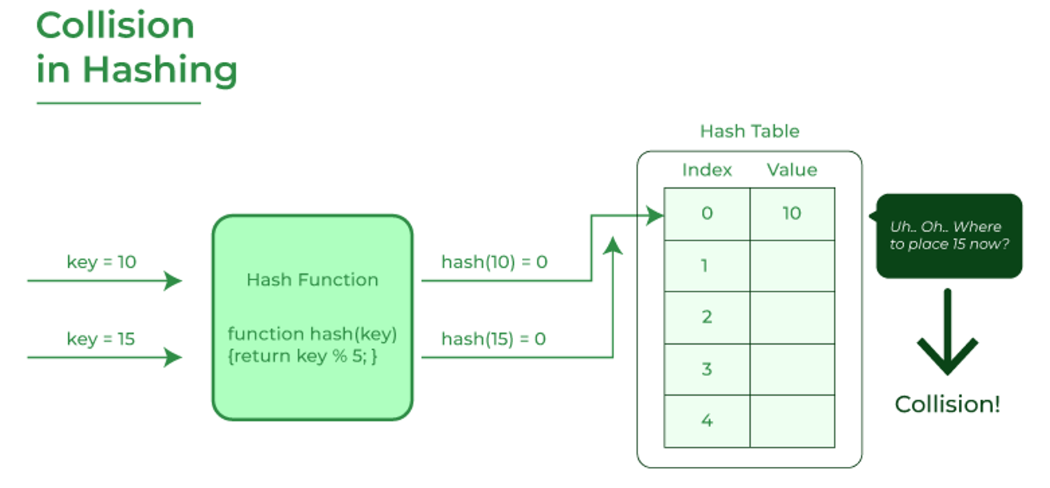 Collision
in Hashing
Hash Table
Index Value
0 10
1
2
3
4
key = 10
key = 15
Hash Function
function hash(key)
{return key % 5; }
hash(10) = 0
hash(15) = 0
Uh.. Oh.. Where
to place 15 now?
Collision!